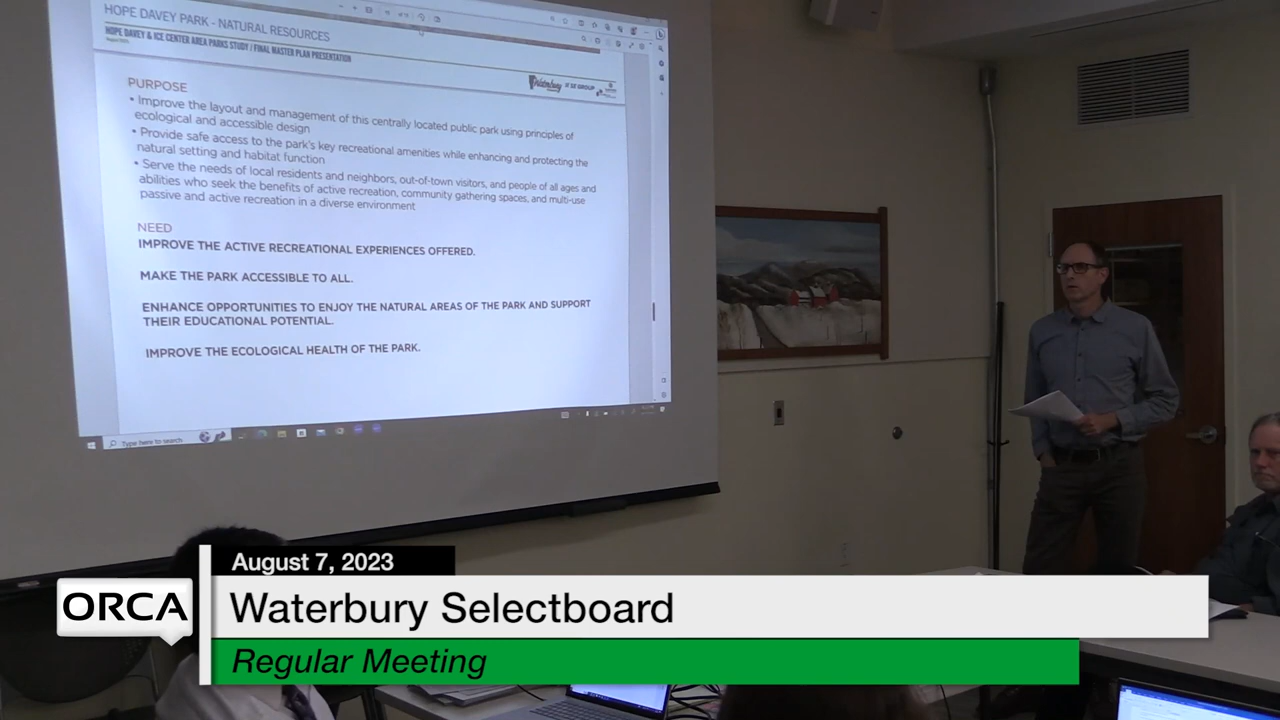 HOPE DAVEY PARK - NATURAL RESOURCES
HOPE DAVEY & ICE CENTER AREA PARKS STUDY / FINAL MASTER PLAN PRESENTATION
Waterbury
SE GROUP
PURPOSE
• Improve the layout and management of this centrally located public park using principles of
ecological and accessible design
• Provide safe access to the park's key recreational amenities while enhancing and protecting the
natural setting and habitat function
• Serve the needs of local residents and neighbors, out-of-town visitors, and people of all ages and
abilities who seek the benefits of active recreation, community gathering spaces, and multi-use
passive and active recreation in a diverse environment
NEED
IMPROVE THE ACTIVE RECREATIONAL EXPERIENCES OFFERED.
MAKE THE PARK ACCESSIBLE TO ALL.
ENHANCE OPPORTUNITIES TO ENJOY THE NATURAL AREAS OF THE PARK AND SUPPORT
THEIR EDUCATIONAL POTENTIAL.
IMPROVE THE ECOLOGICAL HEALTH OF THE PARK.
Type here to search
August 7, 2023
ORCA
Waterbury Selectboard
Regular Meeting